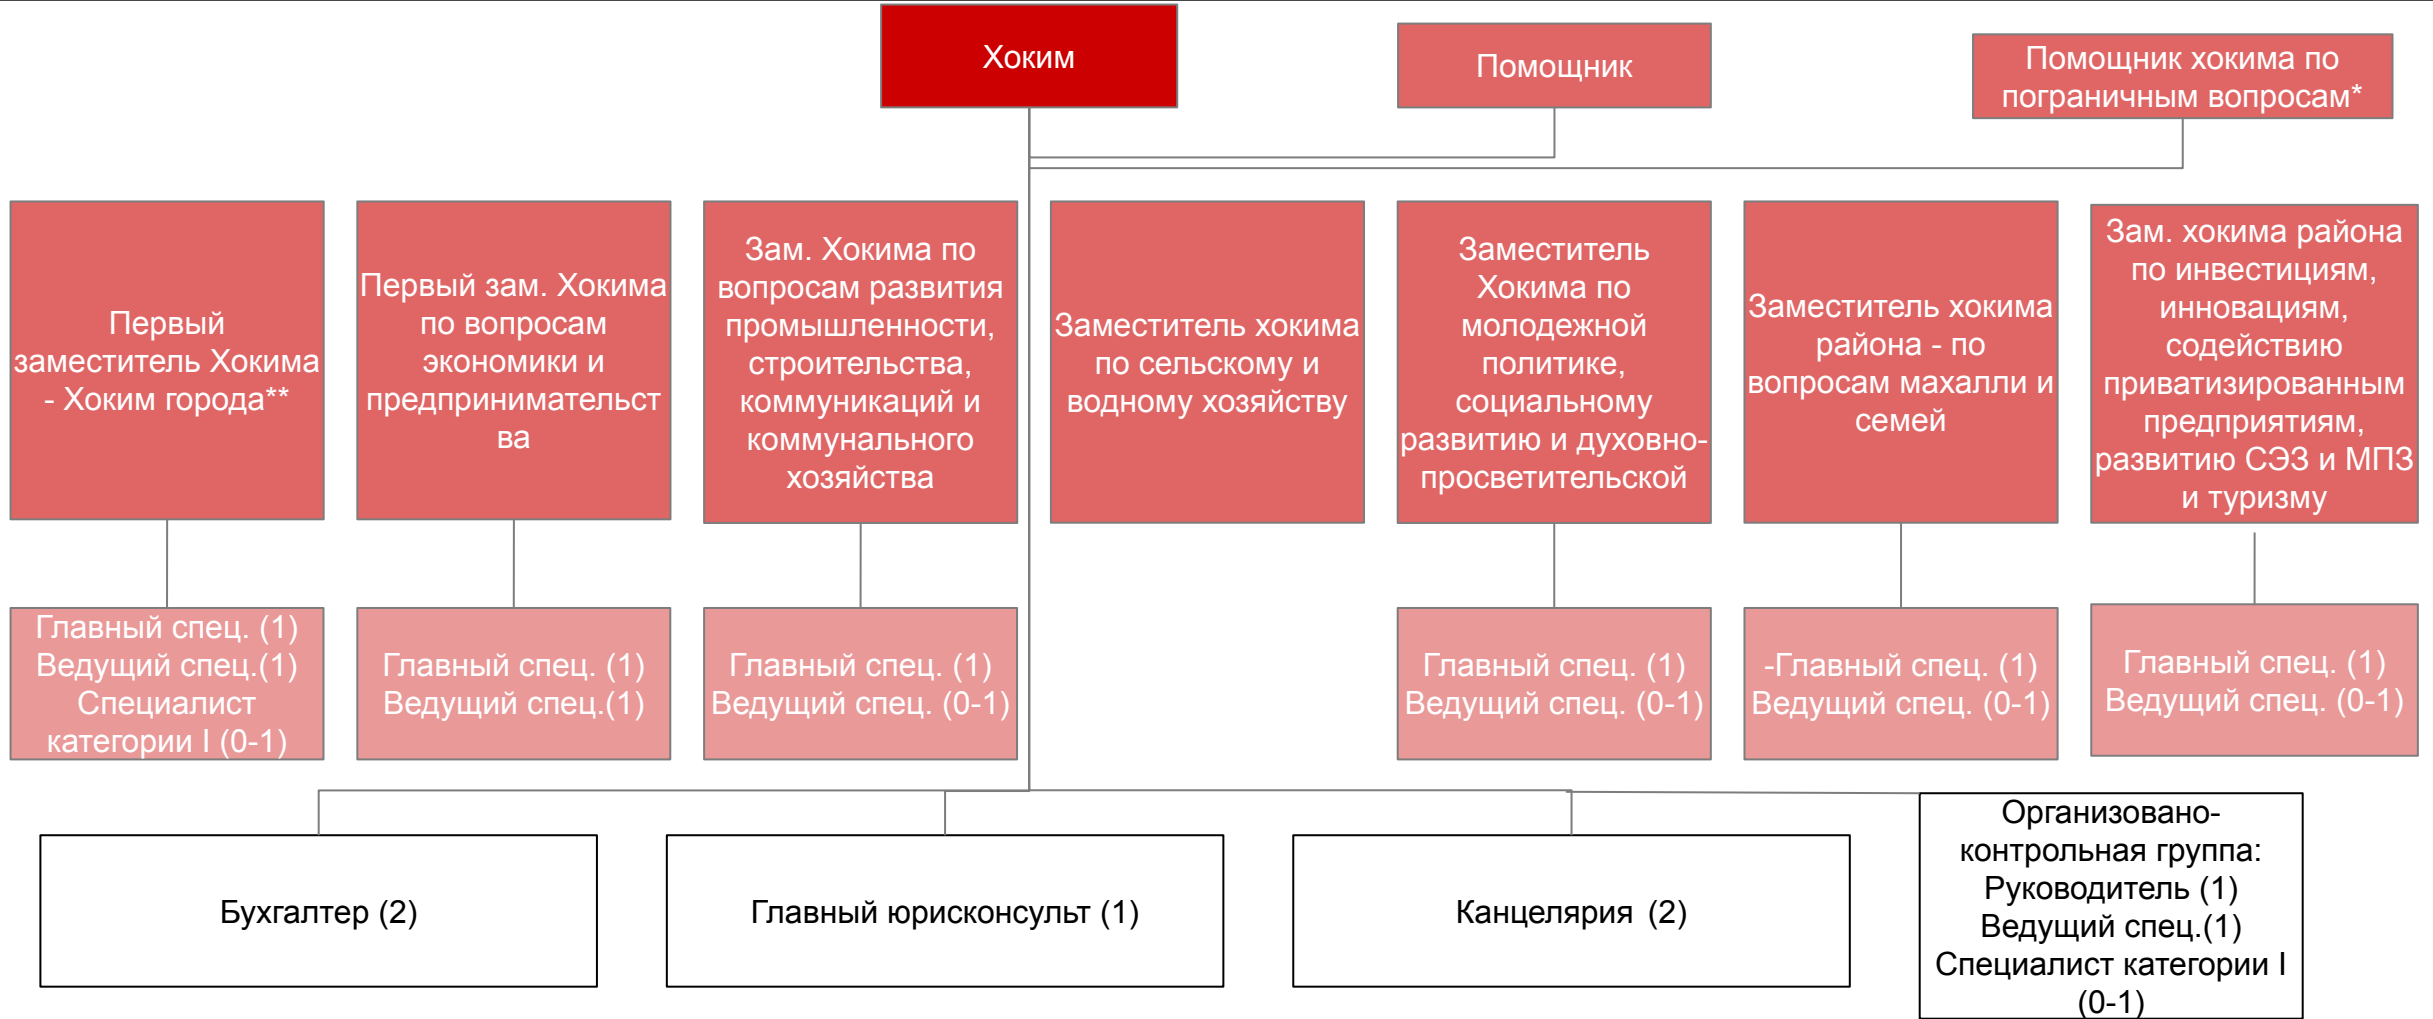 Хоким
Помощник
Помощник хокима по
пограничным вопросам*
Первый
заместитель Хокима
- Хоким города**
Первый зам. Хокима
по вопросам
экономики и
предпринимательст
ва
Зам. Хокима по
вопросам развития
промышленности,
строительства,
коммуникаций и
коммунального
хозяйства
Заместитель хокима
по сельскому и
водному хозяйству
Заместитель
Хокима по
молодежной
политике,
социальному
развитию и духовно-
просветительской
Заместитель хокима
района - по
вопросам махалли и
семей
Зам. хокима района
по инвестициям,
инновациям,
содействию
приватизированным
предприятиям,
развитию СЭЗ и МПЗ
и туризму
Главный спец. (1)
Ведущий спец.(1)
Специалист
категории I (0-1)
Главный спец. (1)
Ведущий спец.(1)
Главный спец. (1)
Ведущий спец. (0-1)
Главный спец. (1)
Ведущий спец. (0-1)
-Главный спец. (1)
Ведущий спец. (0-1)
Главный спец. (1)
Ведущий спец. (0-1)
Бухгалтер (2)
Главный юрисконсульт (1)
Канцелярия (2)
Организовано-
контрольная группа:
Руководитель (1)
Ведущий спец.(1)
Специалист категории I
(0-1)